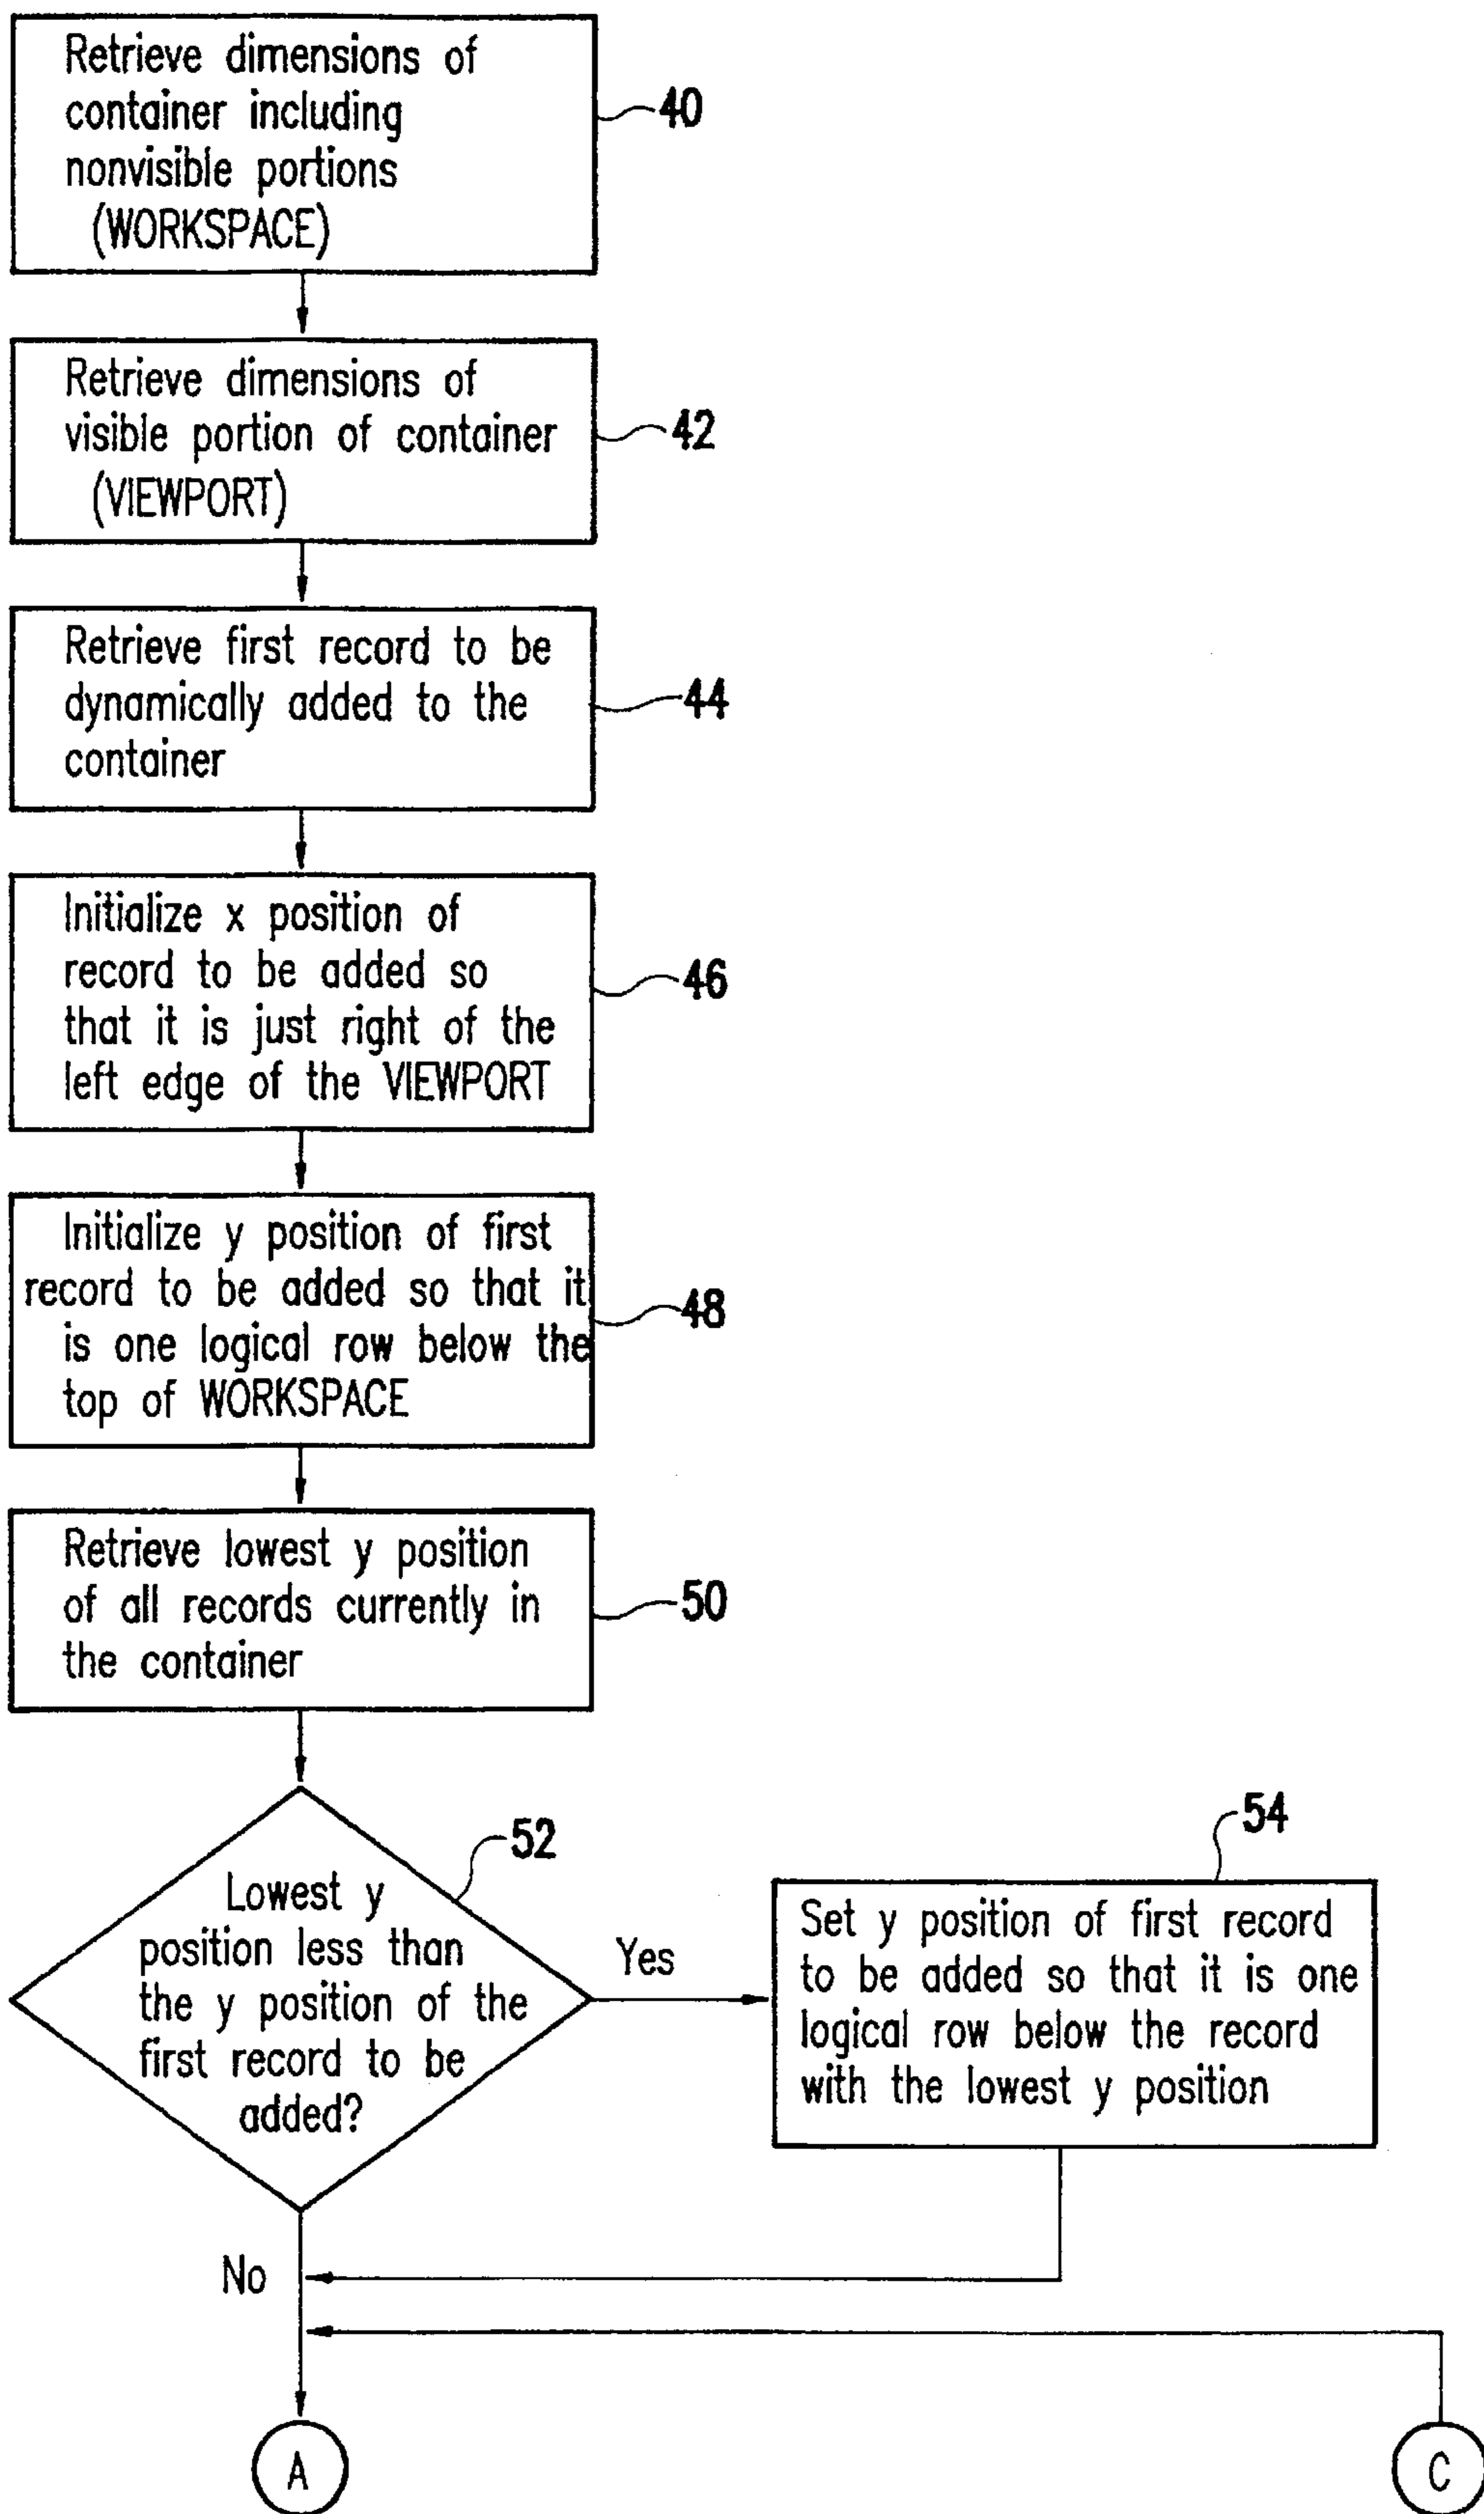 Retrieve dimensions of
container including
nonvisible portions
(WORKSPACE)
40
Retrieve dimensions of
visible portion of container
(VIEWPORT)
42
Retrieve first record to be
dynamically added to the
container
44
Initialize x position of
record to be added so
that it is just right of the
left edge of the VIEWPORT
46
Initialize y position of first
record to be added so that it
is one logical row below the
top of WORKSPACE
48
Retrieve lowest y position
of all records currently in
the container
50
Lowest y
position less than
the y position of the
first record to be
added?
52
Yes
54
Set y position of first record
to be added so that it is one
logical row below the record
with the lowest y position
No
A
C